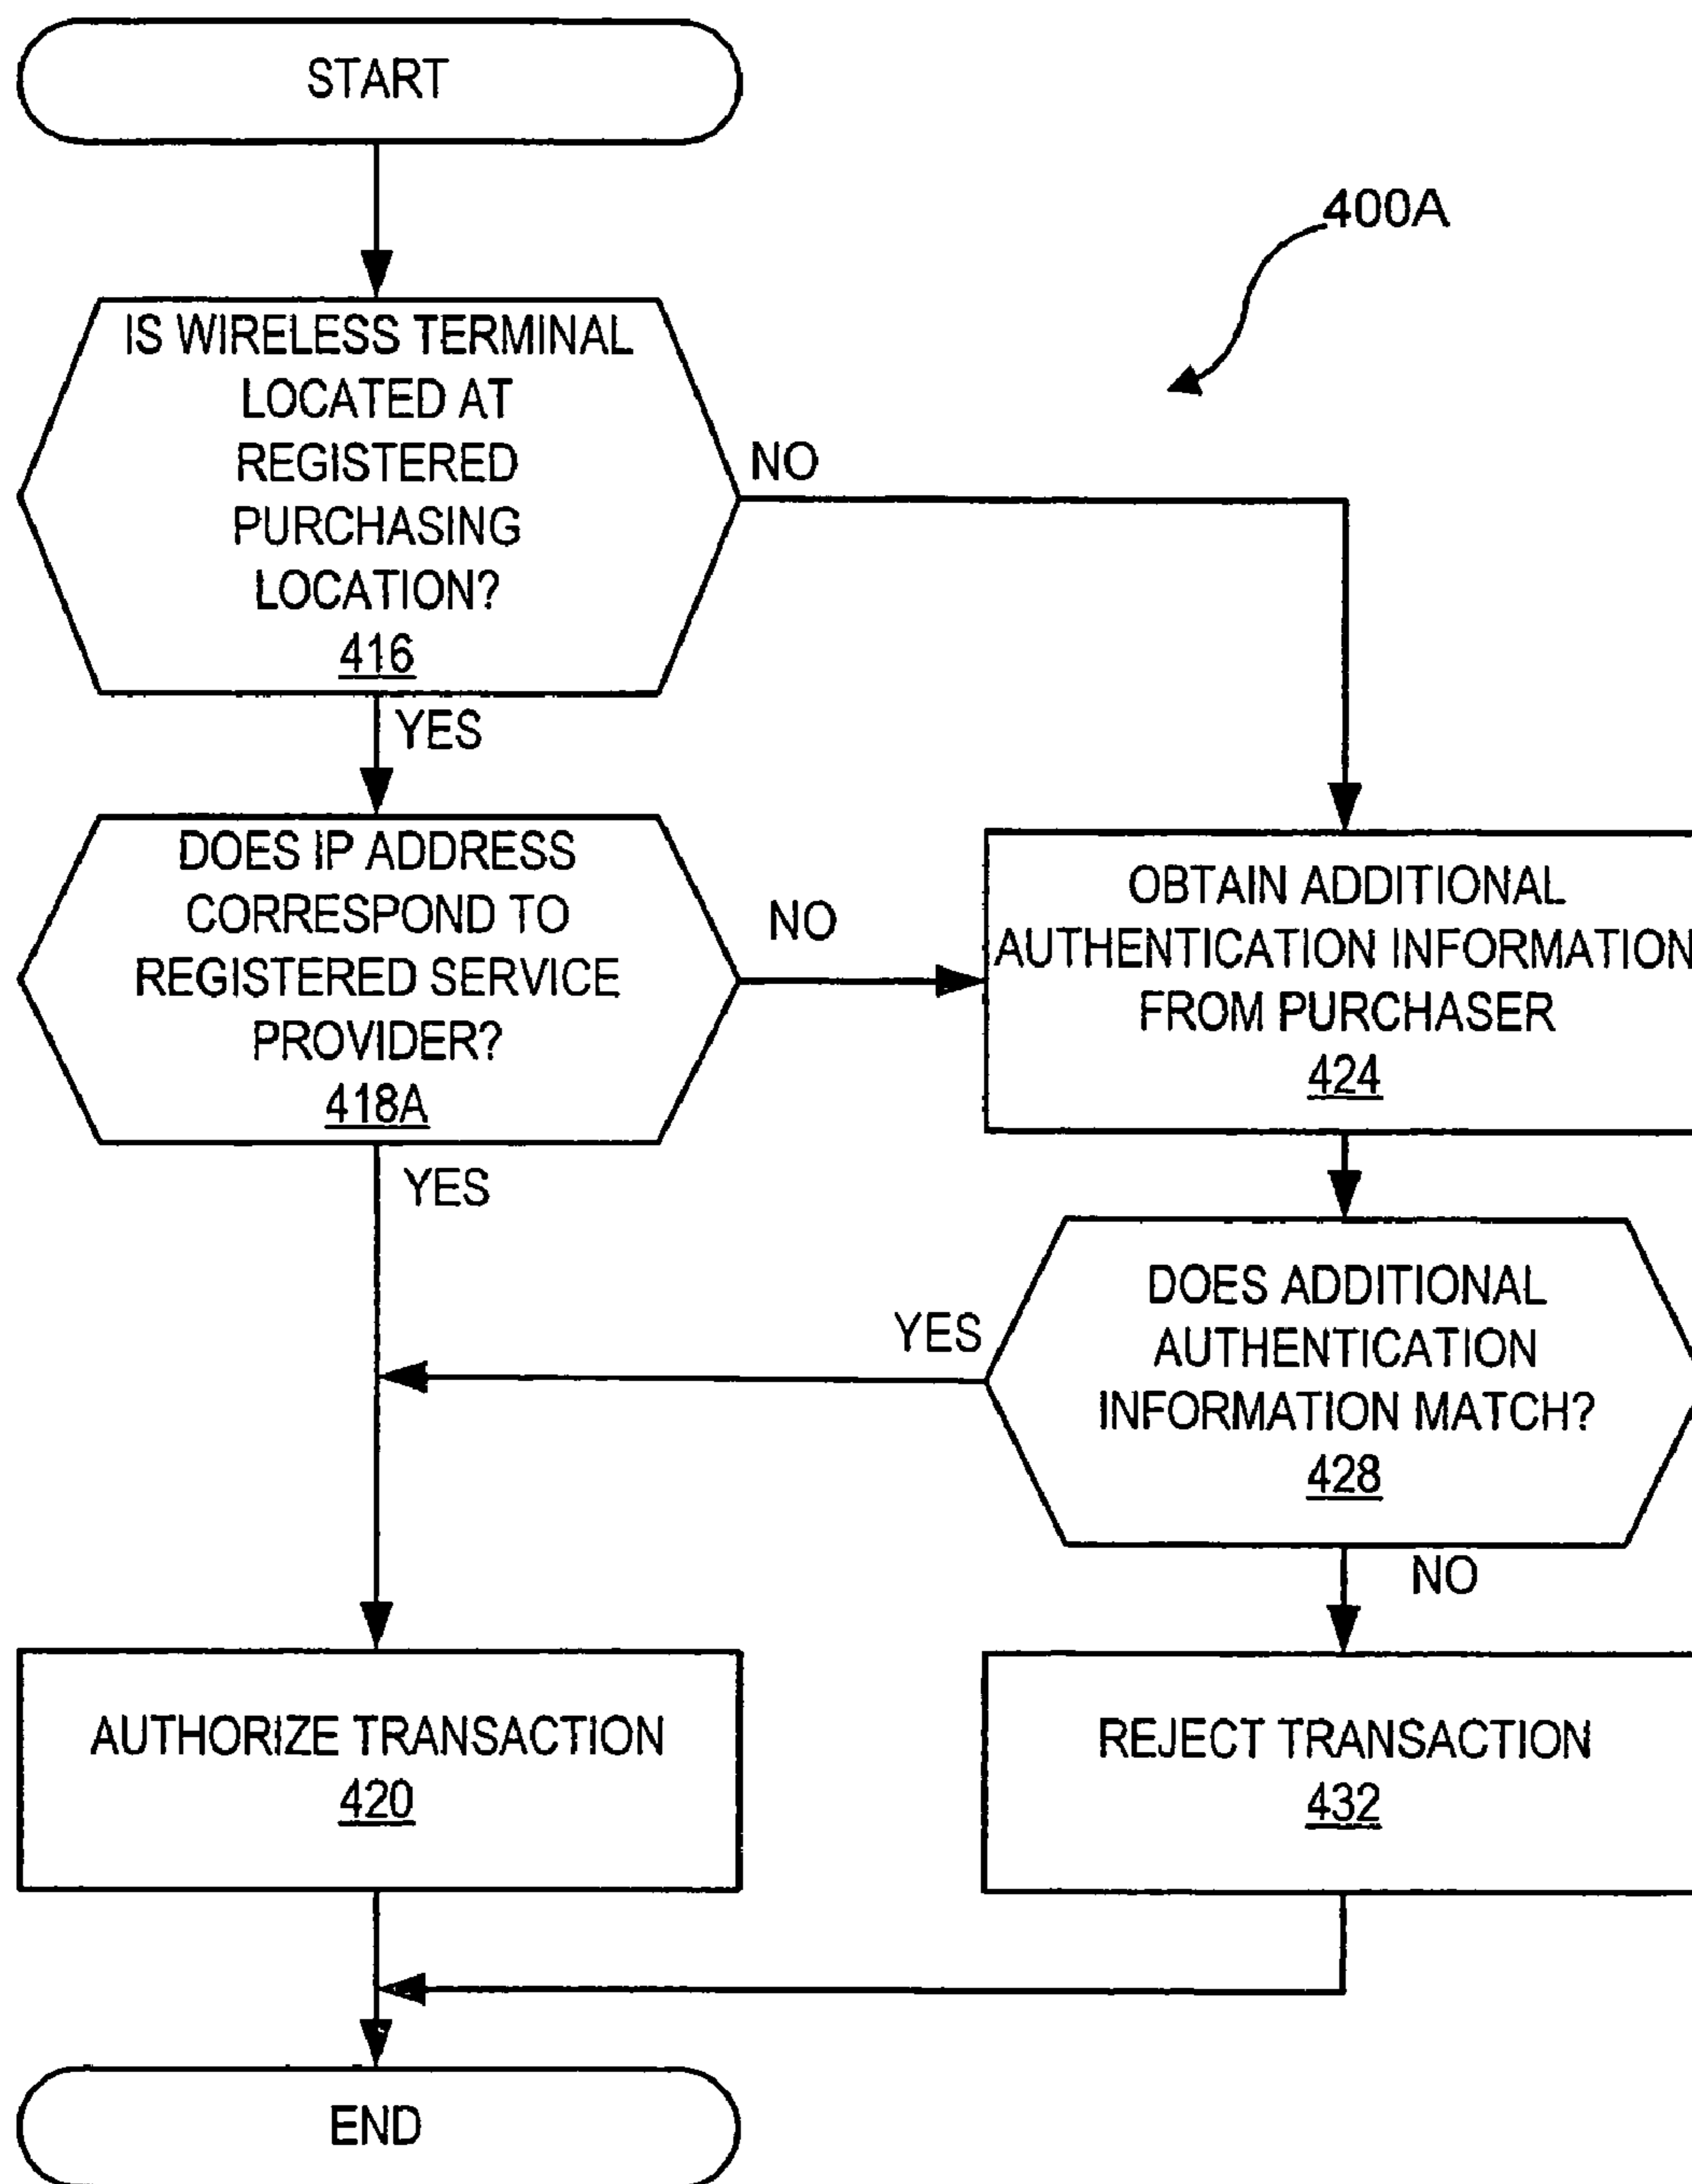 START
400A
IS WIRELESS TERMINAL
LOCATED AT
REGISTERED
PURCHASING
LOCATION?
416
NO
YES
DOES IP ADDRESS
CORRESPOND TO
REGISTERED SERVICE
PROVIDER?
418A
NO
YES
OBTAIN ADDITIONAL
AUTHENTICATION INFORMATION
FROM PURCHASER
424
DOES ADDITIONAL
AUTHENTICATION
INFORMATION MATCH?
428
YES
NO
AUTHORIZE TRANSACTION
420
REJECT TRANSACTION
432
END